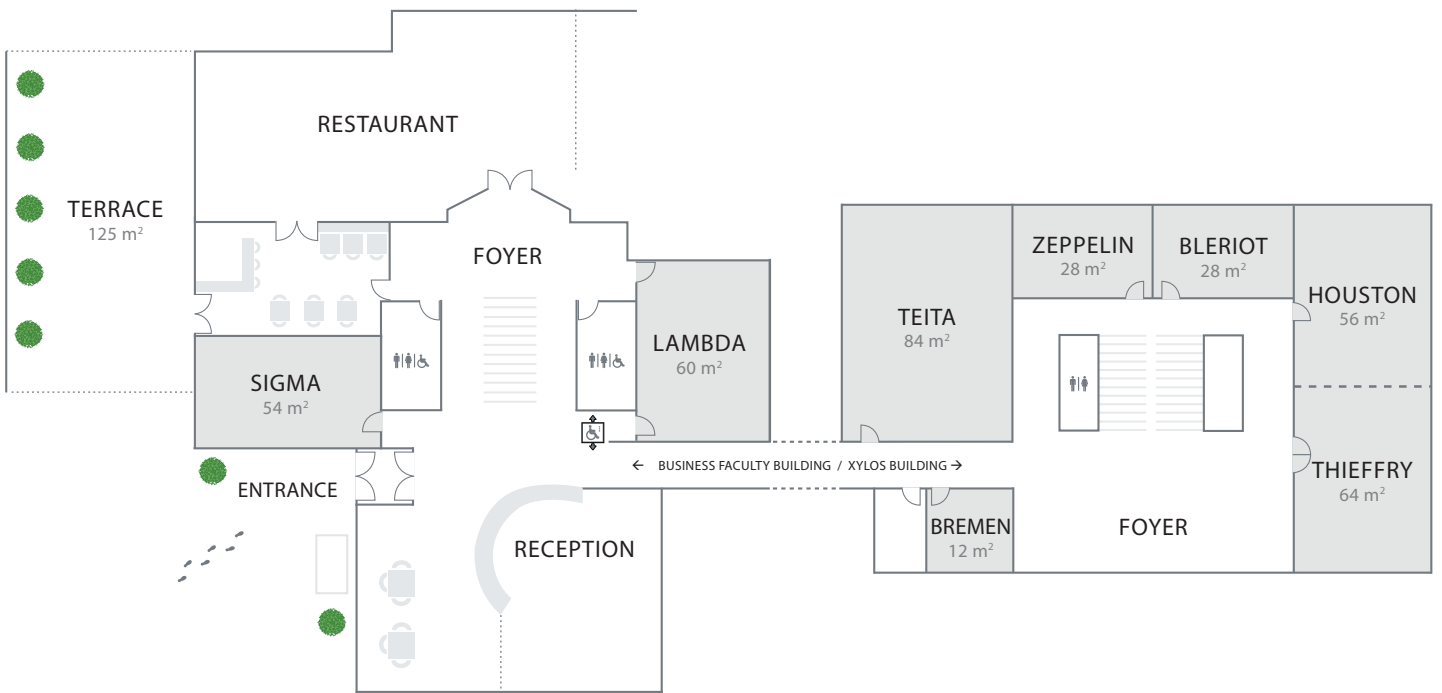 RESTAURANT
TERRACE
125 m²
FOYER
SIGMA
54 m²
LAMBDA
60 m²
ENTRANCE
RECEPTION
← BUSINESS FACULTY BUILDING / XYLOS BUILDING →
TEITA
84 m²
ZEPPELIN
28 m²
BLERIOT
28 m²
HOUSTON
56 m²
THIEFFRY
64 m²
BREMEN
12 m²
FOYER